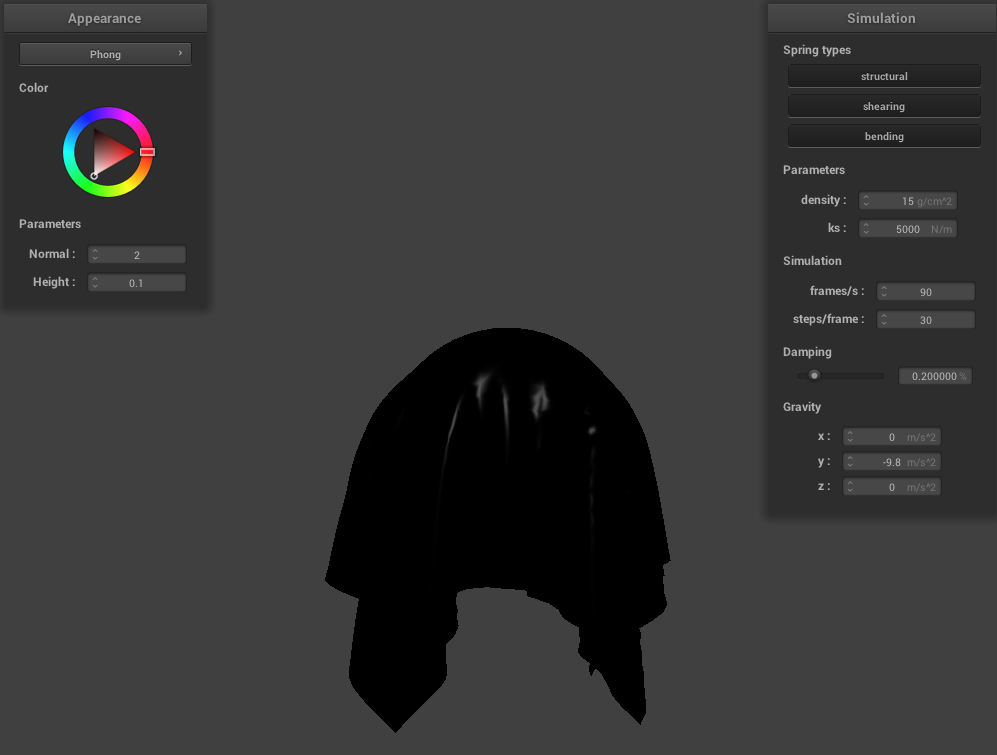 Appearance
Phong
Color
Parameters
Normal : 2
Height : 0.1
Simulation
Spring types
structural
shearing
bending
Parameters
density : 15 g/cm^2
ks : 5000 N/m
Simulation
frames/s : 90
steps/frame : 30
Damping
0.200000 %
Gravity
x : 0 m/s^2
y : -9.8 m/s^2
z : 0 m/s^2